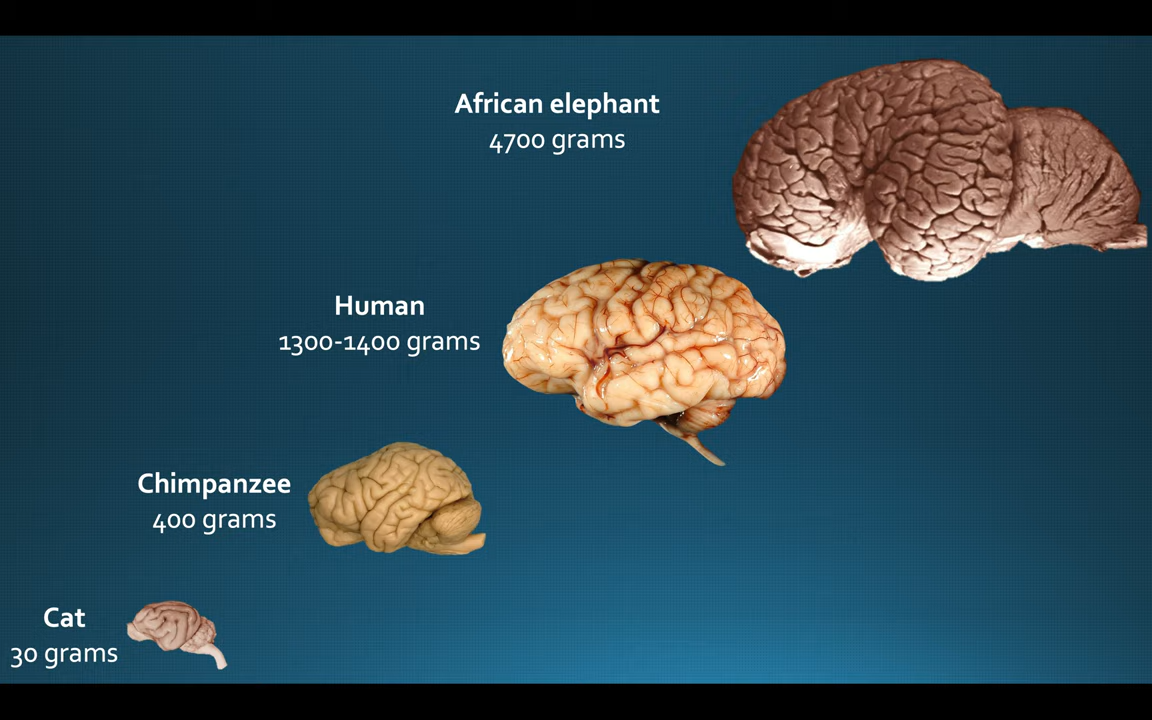 African elephant
4700 grams
Human
1300-1400 grams
Chimpanzee
400 grams
Cat
30 grams